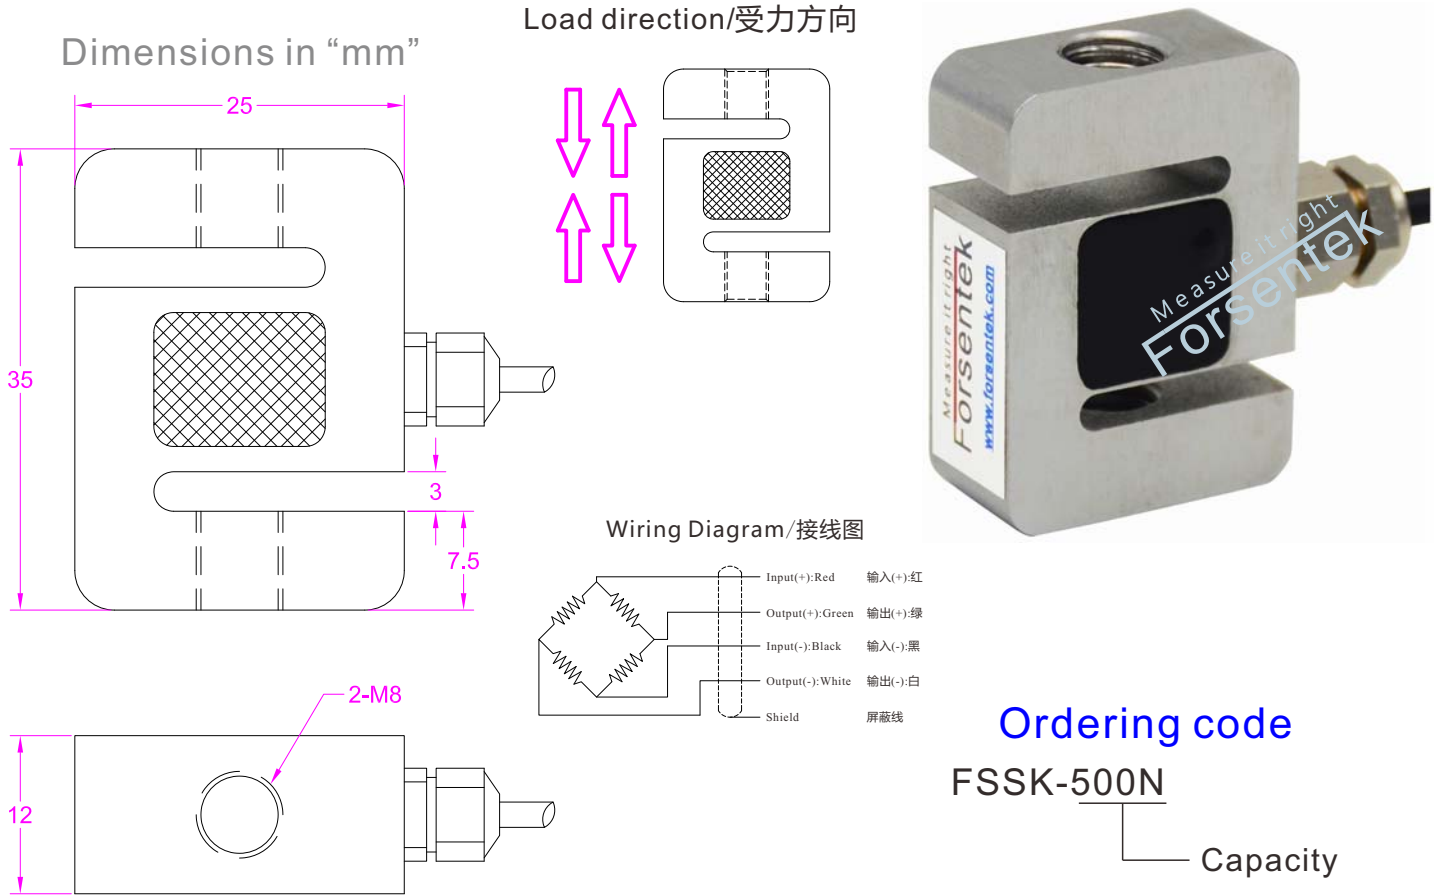 Load direction/受力方向
Dimensions in “mm”
25
35
3
7.5
Measure it right
Forsentek
www.forsentek.com
Measure it right
Forsentek
Wiring Diagram/接线图
Input(+):Red 输入(+):红
Output(+):Green 输出(+):绿
Input(-):Black 输入(-):黑
Output(-):White 输出(-):白
Shield 屏蔽线
2-M8
12
Ordering code
FSSK-500N
Capacity